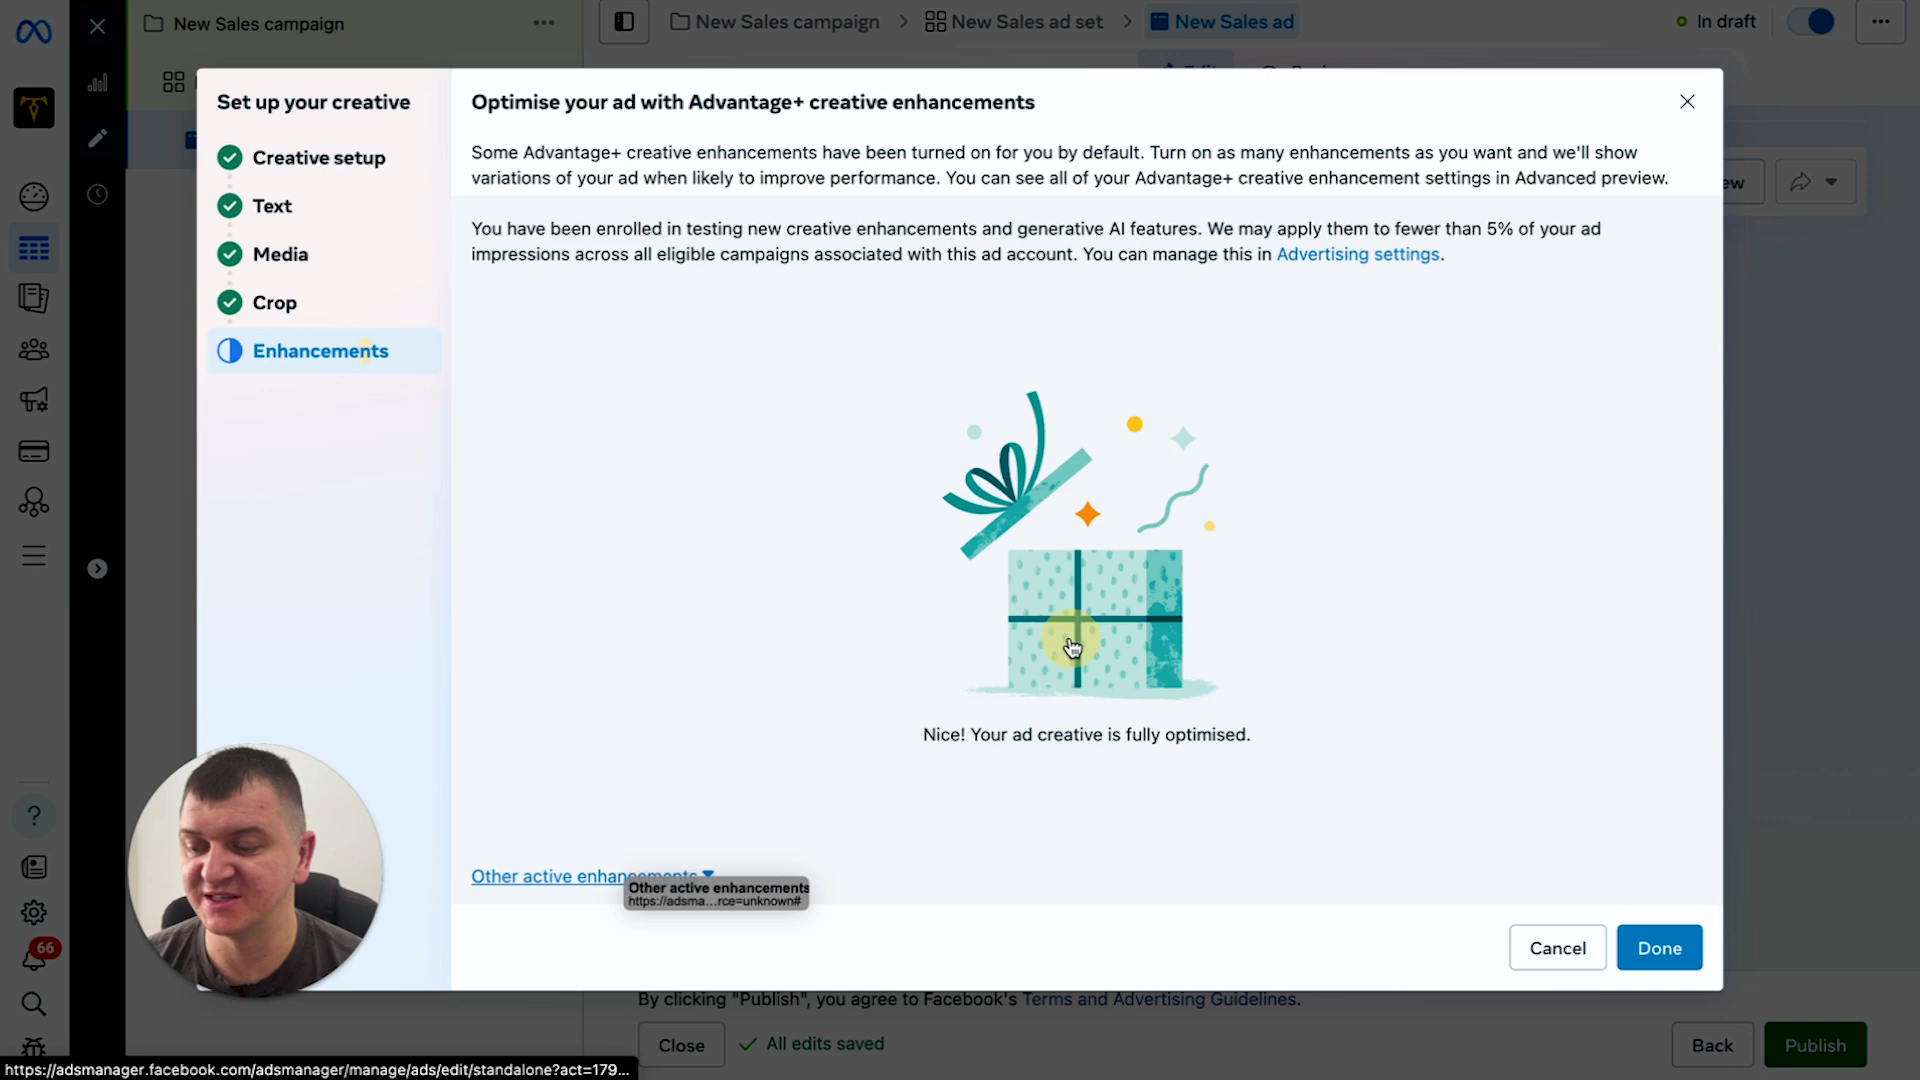 New Sales campaign
New Sales campaign
New Sales ad set
New Sales ad
In draft
Set up your creative
Creative setup
Text
Media
Crop
Enhancements
Optimise your ad with Advantage+ creative enhancements
Some Advantage+ creative enhancements have been turned on for you by default. Turn on as many enhancements as you want and we'll show
variations of your ad when likely to improve performance. You can see all of your Advantage+ creative enhancement settings in Advanced preview.
You have been enrolled in testing new creative enhancements and generative AI features. We may apply them to fewer than 5% of your ad
impressions across all eligible campaigns associated with this ad account. You can manage this in Advertising settings.
Nice! Your ad creative is fully optimised.
Other active enhancements
Other active enhancements
https://adsma...rce=unknown#
Cancel
Done
66
By clicking "Publish", you agree to Facebook's Terms and Advertising Guidelines.
Close
All edits saved
Back
Publish
https://adsmanager.facebook.com/adsmanager/manage/ads/edit/standalone?act=179...